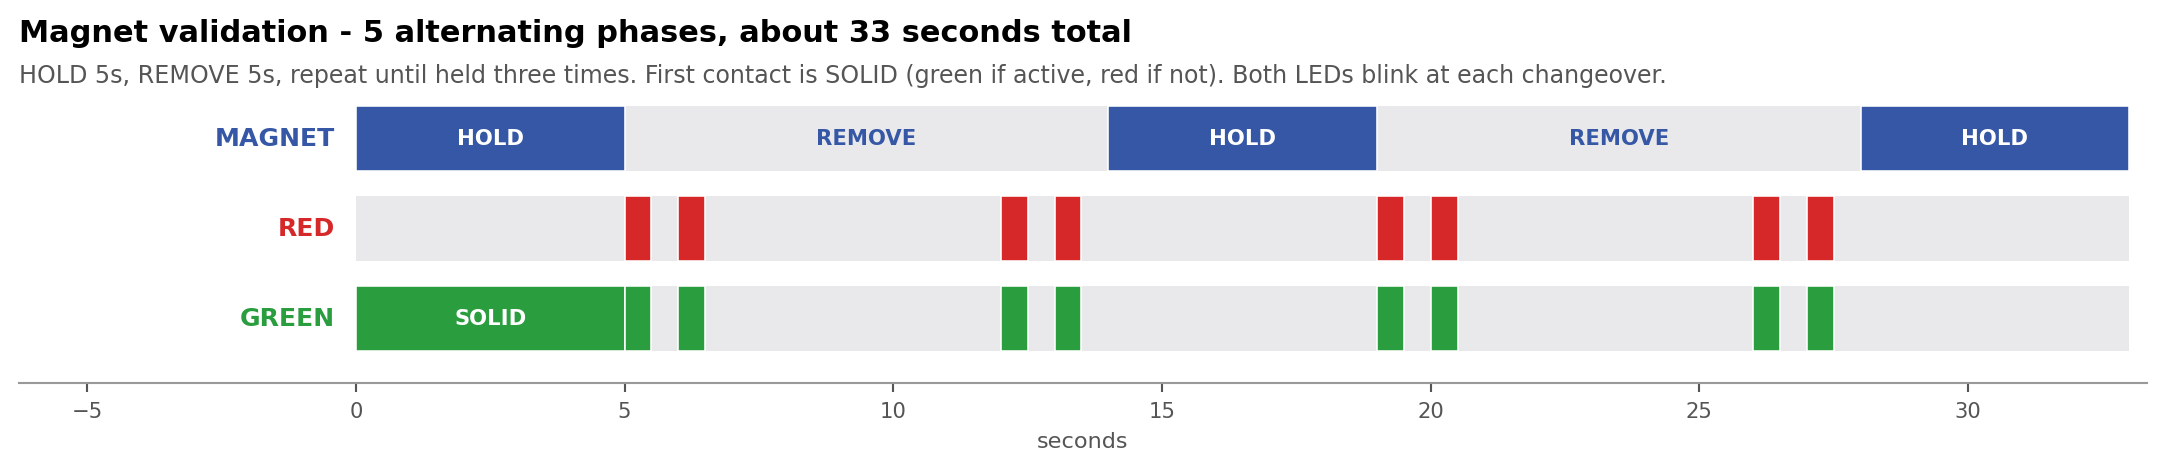 Magnet validation - 5 alternating phases, about 33 seconds total
HOLD 5s, REMOVE 5s, repeat until held three times. First contact is SOLID (green if active, red if not). Both LEDs blink at each changeover.
MAGNET HOLD REMOVE HOLD REMOVE HOLD
RED
GREEN SOLID
−5 0 5 10 15 20 25 30
seconds